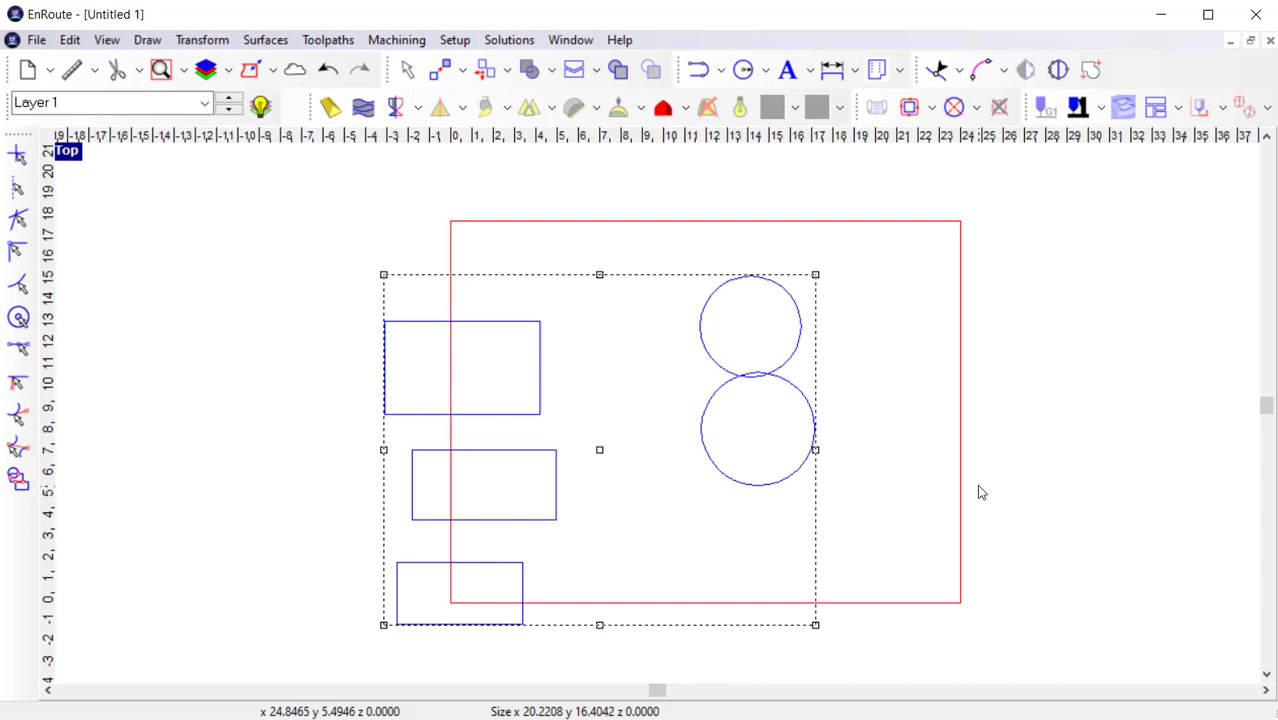 EnRoute - [Untitled 1]
File Edit View Draw Transform Surfaces Toolpaths Machining Setup Solutions Window Help
Layer 1
Top
x 24.8465 y 5.4946 z 0.0000
Size x 20.2208 y 16.4042 z 0.0000